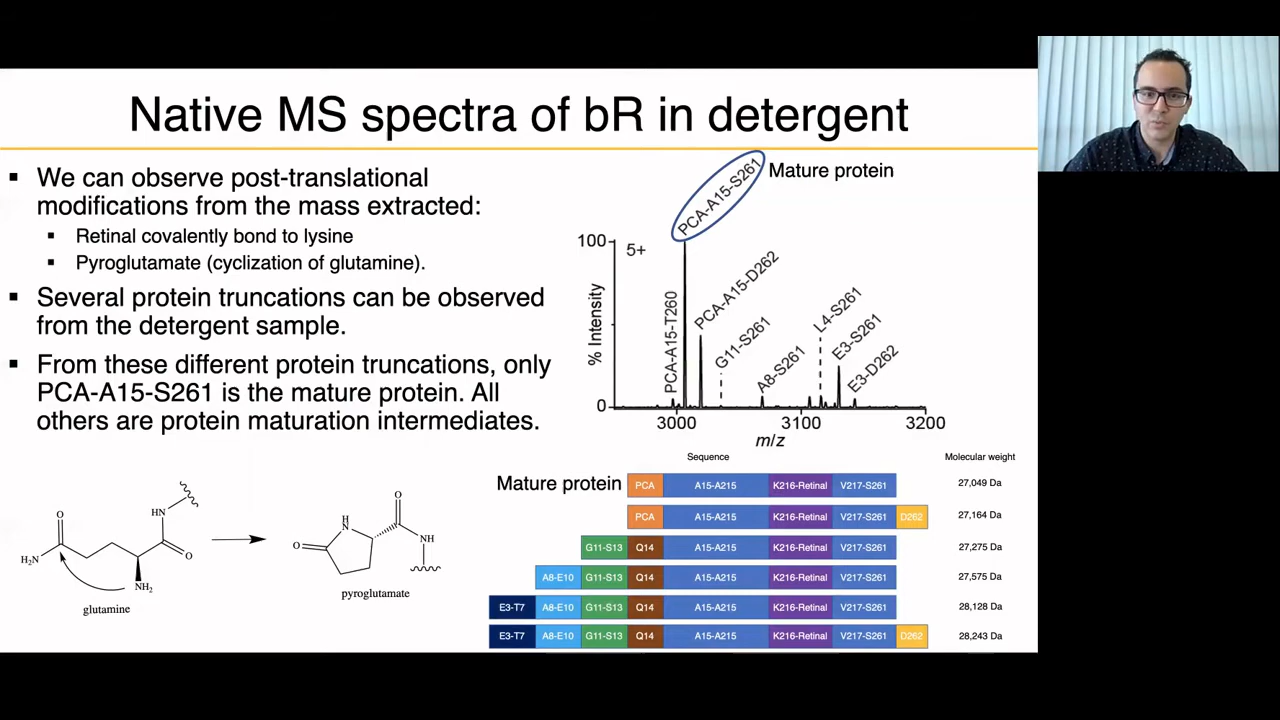 Native MS spectra of bR in detergent
We can observe post-translational
modifications from the mass extracted:
Retinal covalently bond to lysine
Pyroglutamate (cyclization of glutamine).
Several protein truncations can be observed
from the detergent sample.
From these different protein truncations, only
PCA-A15-S261 is the mature protein. All
others are protein maturation intermediates.
O
H₂N
NH₂
HN
O
glutamine
O
H
N
O
NH
pyroglutamate
PCA-A15-S261
Mature protein
100
5+
% Intensity
0
PCA-A15-T260
PCA-A15-D262
G11-S261
A8-S261
L4-S261
E3-S261
E3-D262
3000 3100 3200
m/z
Sequence Molecular weight
Mature protein PCA A15-A215 K216-Retinal V217-S261 27,049 Da
PCA A15-A215 K216-Retinal V217-S261 D262 27,164 Da
G11-S13 Q14 A15-A215 K216-Retinal V217-S261 27,275 Da
A8-E10 G11-S13 Q14 A15-A215 K216-Retinal V217-S261 27,575 Da
E3-T7 A8-E10 G11-S13 Q14 A15-A215 K216-Retinal V217-S261 28,128 Da
E3-T7 A8-E10 G11-S13 Q14 A15-A215 K216-Retinal V217-S261 D262 28,243 Da